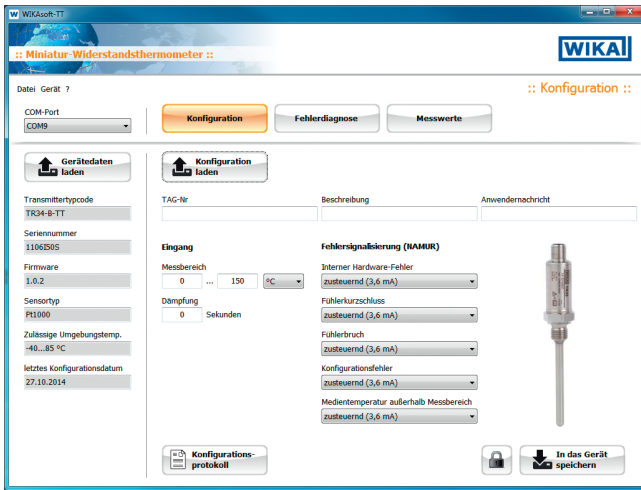 WIKAsoft-TT
:: Miniatur-Widerstandsthermometer ::
WIKAI
Datei Gerät ?
:: Konfiguration ::
COM-Port
COM9
Konfiguration
Fehlerdiagnose
Messwerte
Gerätedaten
laden
Konfiguration
laden
Transmittertypcode
TR34-B-TT
Seriennummer
1106I50S
Firmware
1.0.2
Sensortyp
Pt1000
Zulässige Umgebungstemp.
-40...85 °C
letztes Konfigurationsdatum
27.10.2014
TAG-Nr
Beschreibung
Anwendernachricht
Eingang
Messbereich
0 ... 150 °C
Dämpfung
0 Sekunden
Fehlersignalisierung (NAMUR)
Interner Hardware-Fehler
zusteuernd (3,6 mA)
Fühlerkurzschluss
zusteuernd (3,6 mA)
Fühlerbruch
zusteuernd (3,6 mA)
Konfigurationsfehler
zusteuernd (3,6 mA)
Medientemperatur außerhalb Messbereich
zusteuernd (3,6 mA)
Konfigurations-
protokoll
In das Gerät
speichern